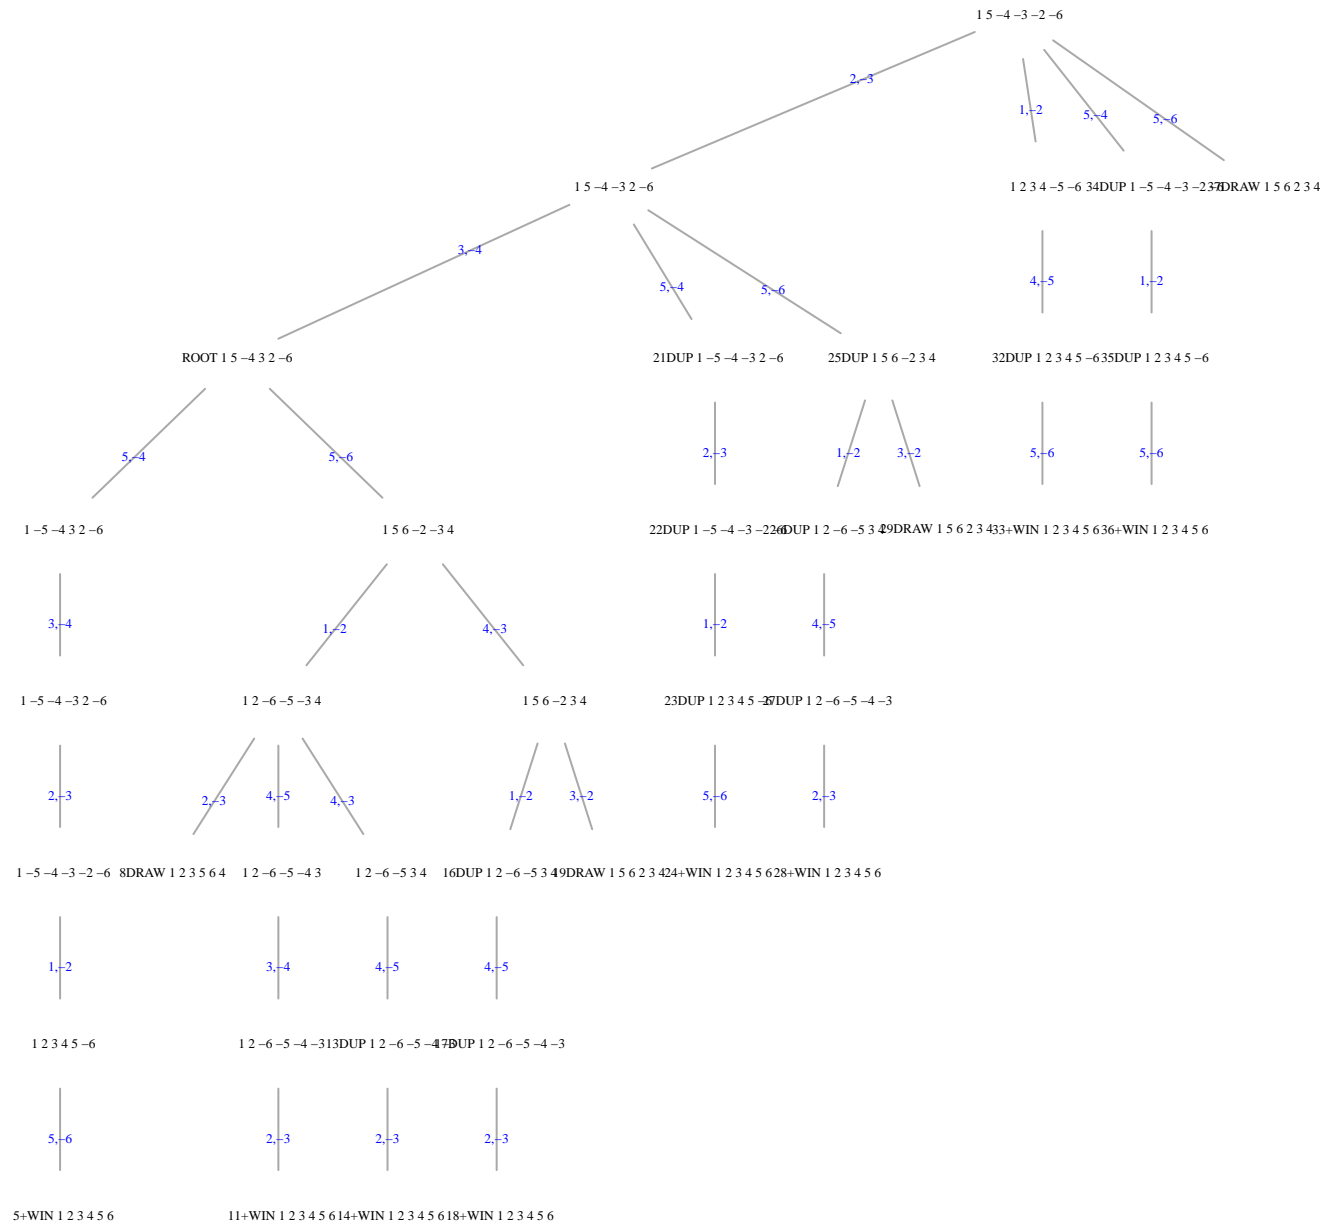 1 5 –4 –3 –2 –6
2,–3
1,–2
5,–4
5,–6
1 5 –4 –3 2 –6
1 2 3 4 –5 –6
34DUP 1 –5 –4 –3 –2 –6
37DRAW 1 5 6 2 3 4
3,–4
5,–4
5,–6
4,–5
1,–2
ROOT 1 5 –4 3 2 –6
21DUP 1 –5 –4 –3 2 –6
25DUP 1 5 6 –2 3 4
32DUP 1 2 3 4 5 –6
35DUP 1 2 3 4 5 –6
5,–4
5,–6
2,–3
1,–2
3,–2
5,–6
5,–6
1 –5 –4 3 2 –6
1 5 6 –2 –3 4
22DUP 1 –5 –4 –3 –2 –6
26DUP 1 2 –6 –5 3 4
29DRAW 1 5 6 2 3 4
33+WIN 1 2 3 4 5 6
36+WIN 1 2 3 4 5 6
3,–4
1,–2
4,–3
1,–2
4,–5
1 –5 –4 –3 2 –6
1 2 –6 –5 –3 4
1 5 6 –2 3 4
23DUP 1 2 3 4 5 –6
27DUP 1 2 –6 –5 –4 –3
2,–3
2,–3
4,–5
4,–3
1,–2
3,–2
5,–6
2,–3
1 –5 –4 –3 –2 –6
8DRAW 1 2 3 5 6 4
1 2 –6 –5 –4 3
1 2 –6 –5 3 4
16DUP 1 2 –6 –5 3 4
19DRAW 1 5 6 2 3 4
24+WIN 1 2 3 4 5 6
28+WIN 1 2 3 4 5 6
1,–2
3,–4
4,–5
4,–5
1 2 3 4 5 –6
1 2 –6 –5 –4 –3
13DUP 1 2 –6 –5 –4 –3
17DUP 1 2 –6 –5 –4 –3
5,–6
2,–3
2,–3
2,–3
5+WIN 1 2 3 4 5 6
11+WIN 1 2 3 4 5 6
14+WIN 1 2 3 4 5 6
18+WIN 1 2 3 4 5 6